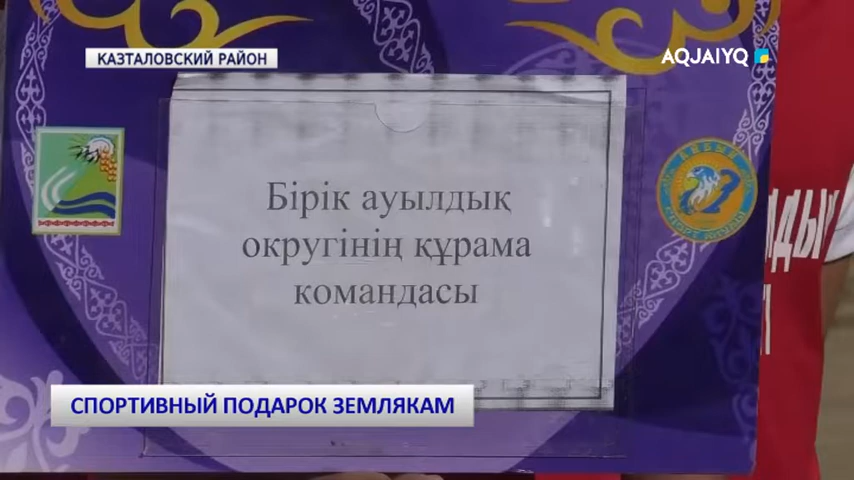 КАЗТАЛОВСКИЙ РАЙОН
AQJAIYQ
Бірік ауылдық
округінің құрама
командасы
СПОРТИВНЫЙ ПОДАРОК ЗЕМЛЯКАМ